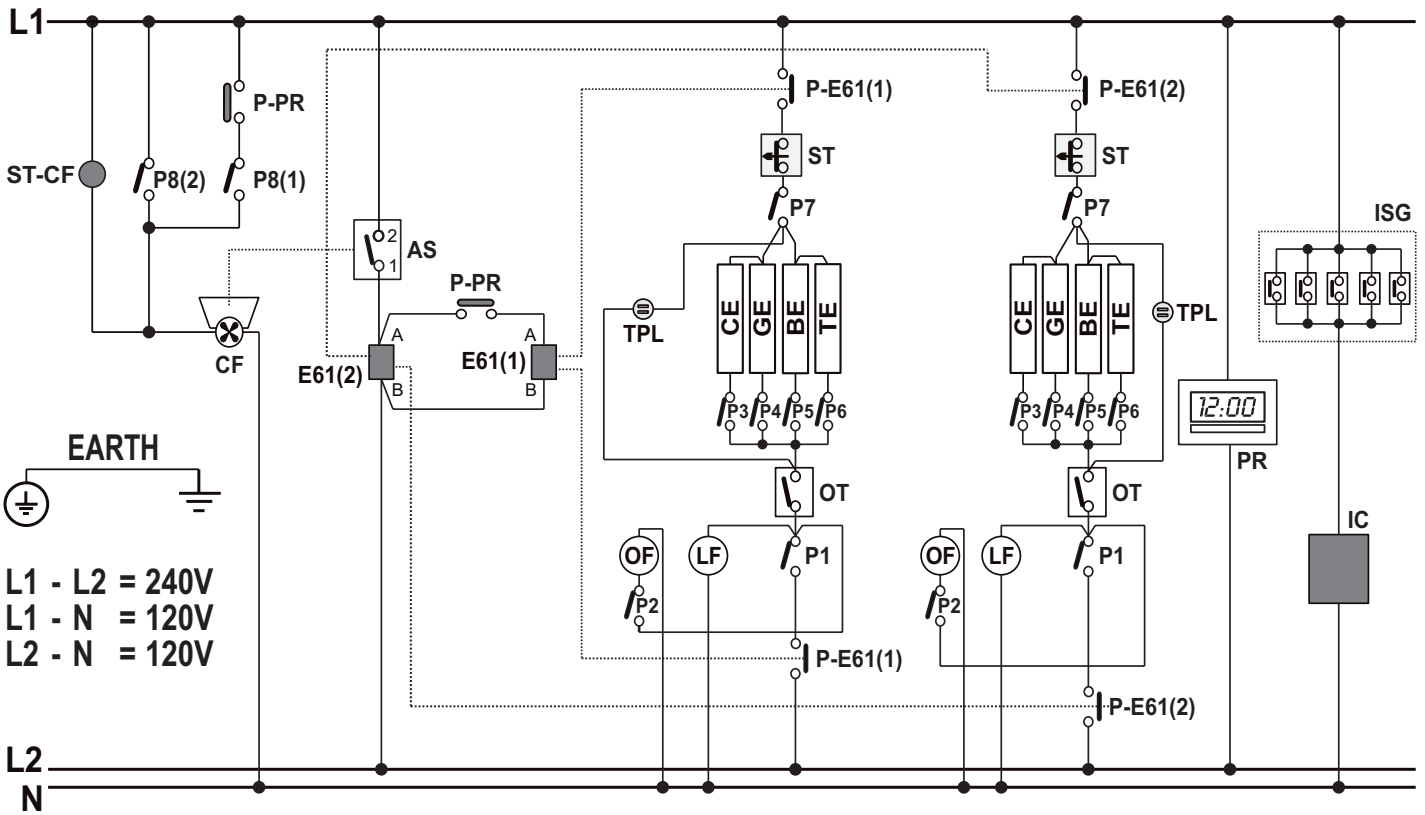 L1
P-E61(1)
P-E61(2)
P-PR
ST-CF
P8(2)
P8(1)
ST
ST
P7
P7
ISG
2
AS
1
P-PR
CE
GE
BE
TE
CE
GE
BE
TE
TPL
TPL
A
A
E61(2)
E61(1)
B
B
CF
P3
P4
P5
P6
P3
P4
P5
P6
12:00
PR
EARTH
OT
OT
IC
OF
LF
P1
OF
LF
P1
L1 - L2 = 240V
L1 - N = 120V
L2 - N = 120V
P2
P2
P-E61(1)
P-E61(2)
L2
N